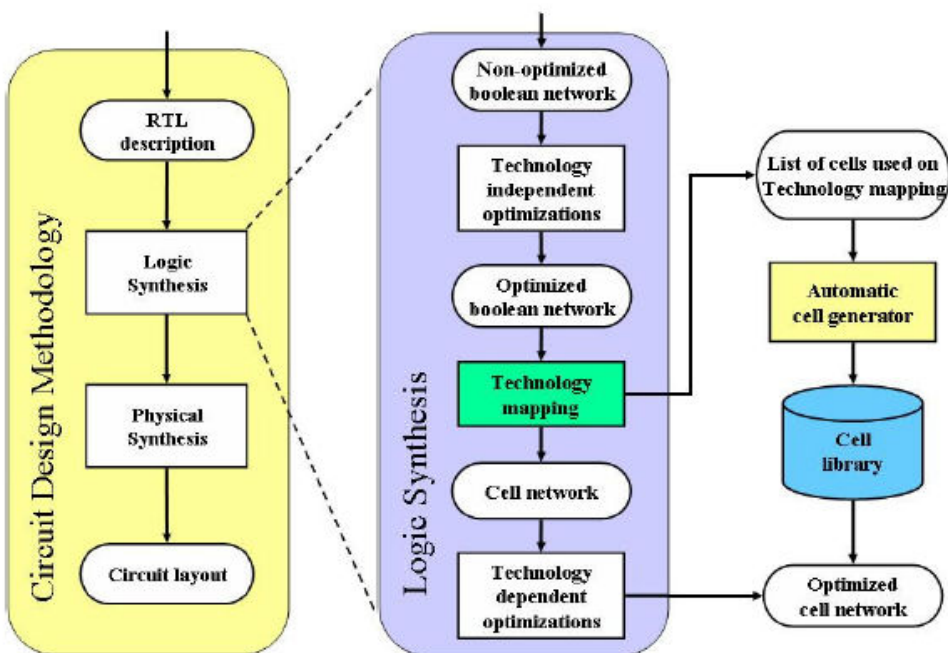 Circuit Design Methodology
RTL
description
Logic
Synthesis
Physical
Synthesis
Circuit layout
Logic Synthesis
Non-optimized
boolean network
Technology
independent
optimizations
Optimized
boolean network
Technology
mapping
Cell network
Technology
dependent
optimizations
List of cells used on
Technology mapping
Automatic
cell generator
Cell
library
Optimized
cell network